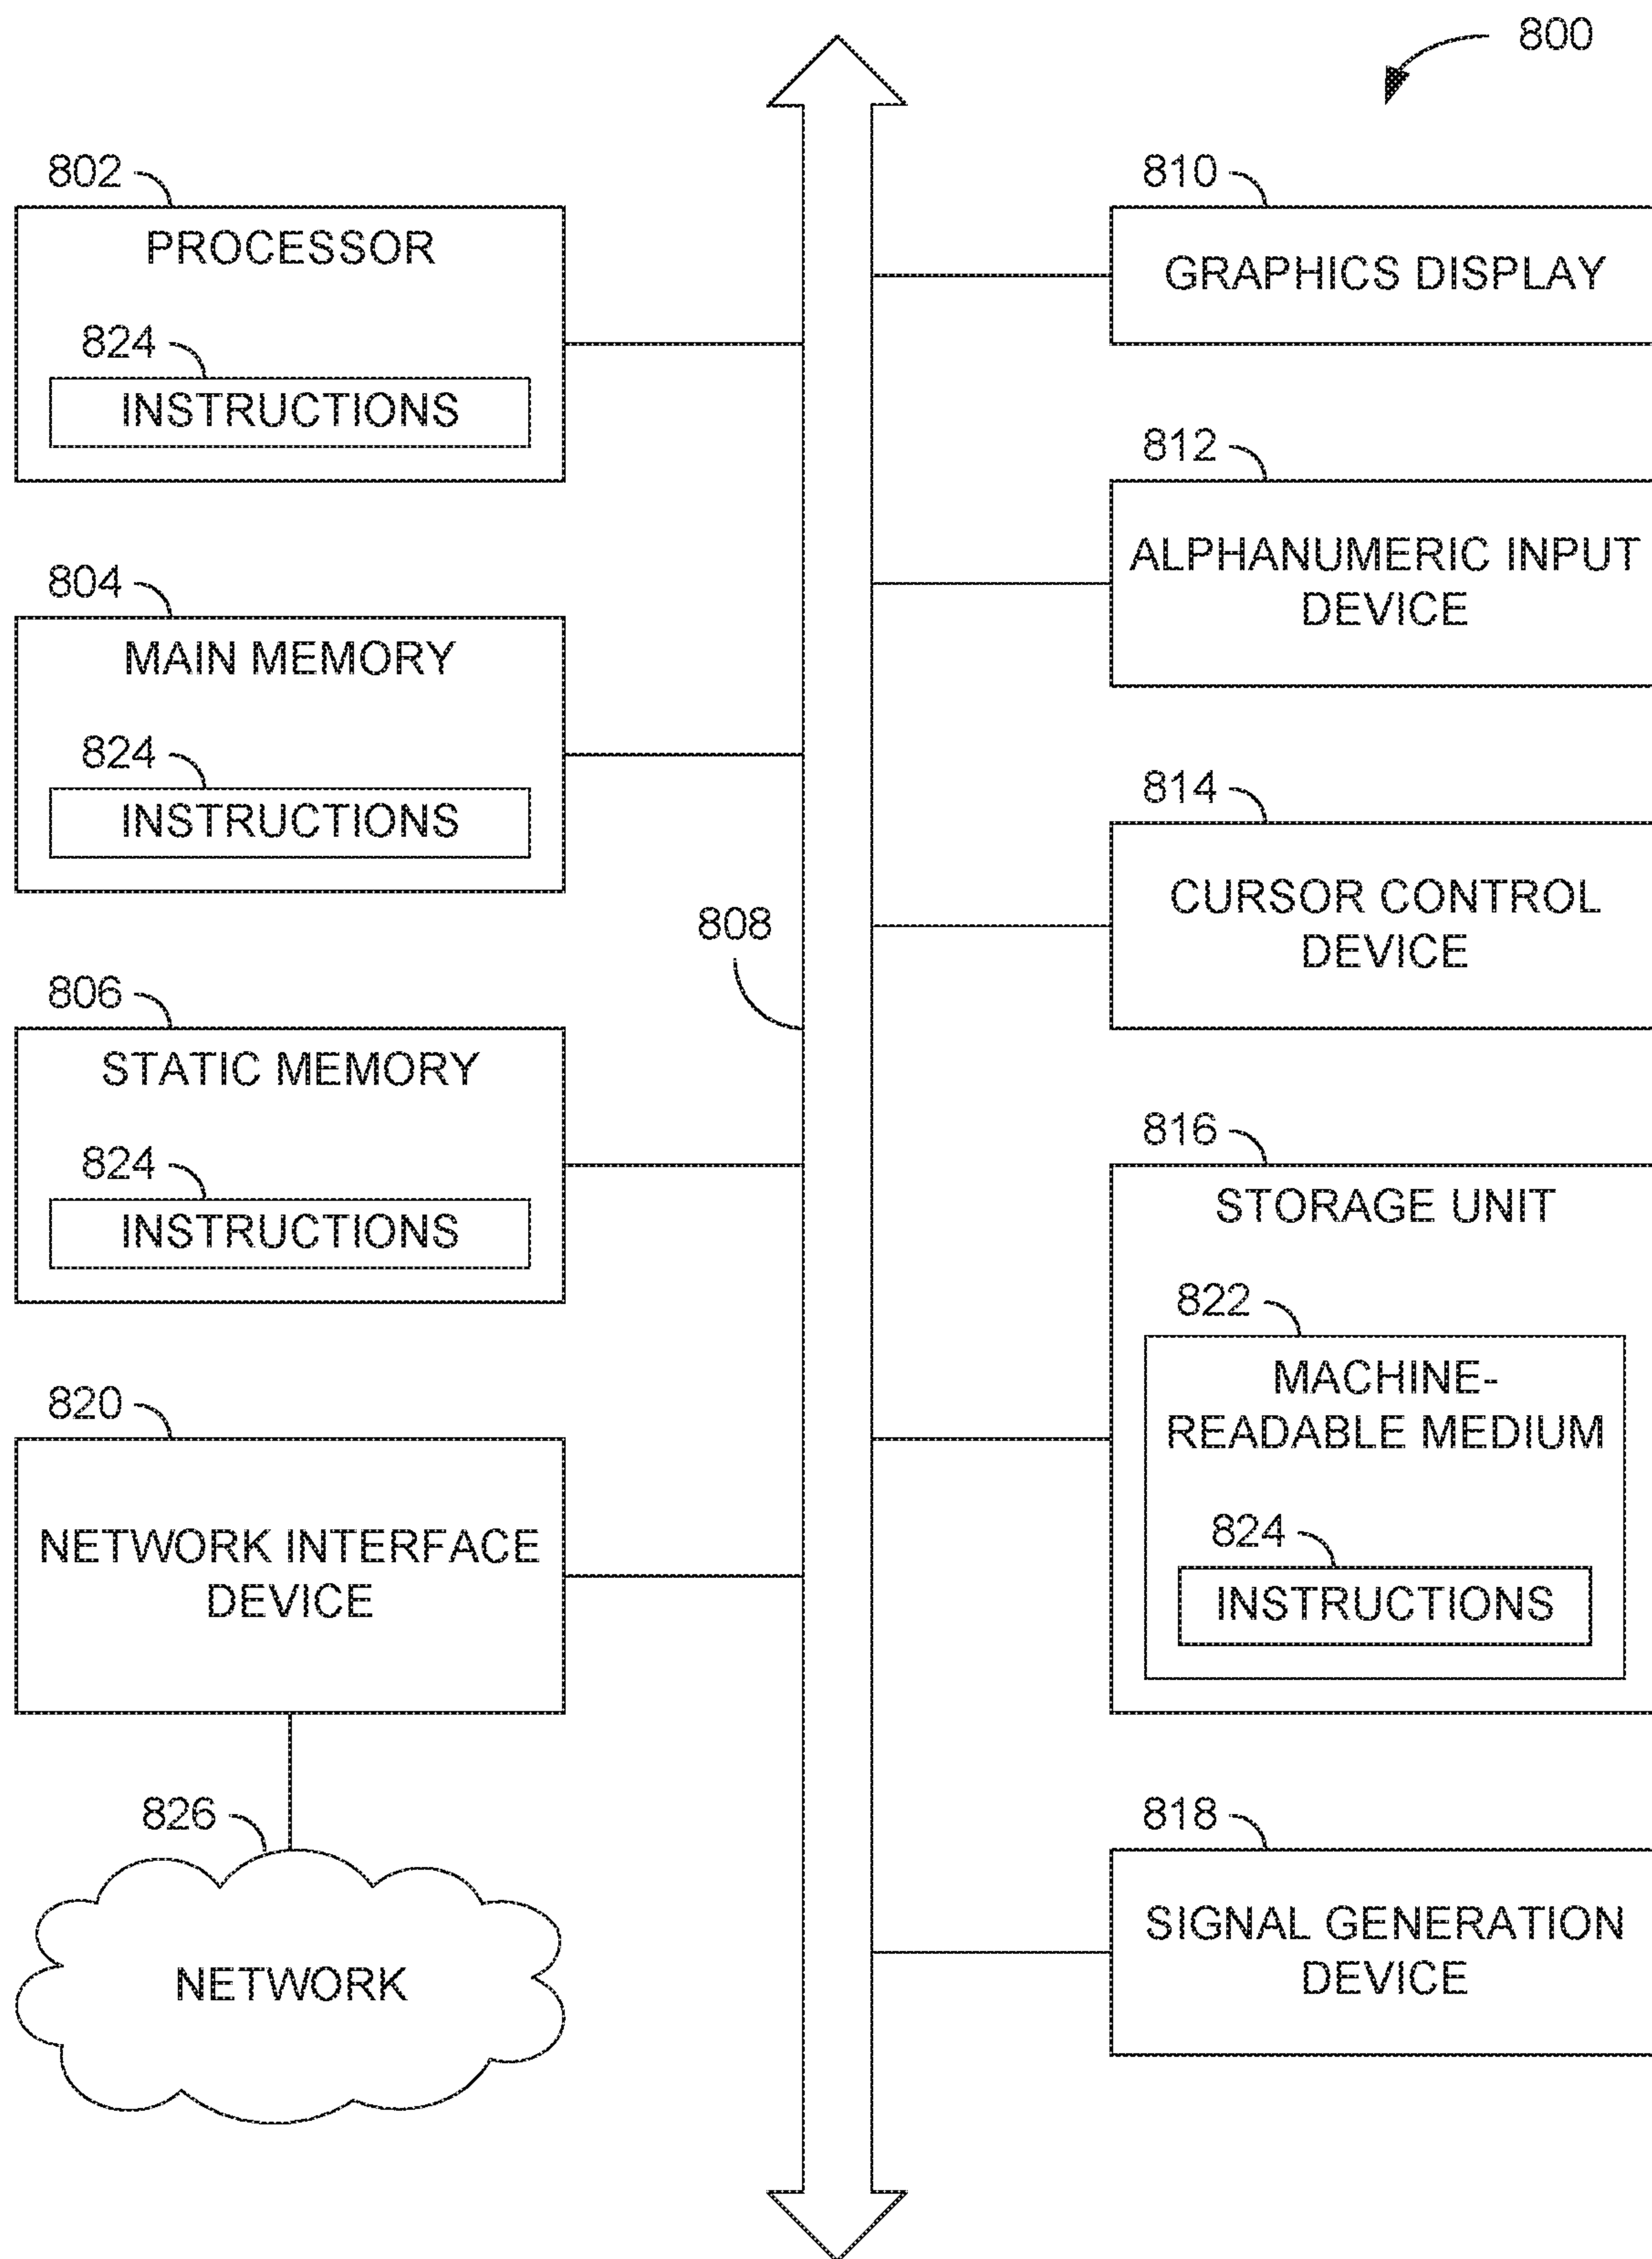 800
802
PROCESSOR
824
INSTRUCTIONS
804
MAIN MEMORY
824
INSTRUCTIONS
806
STATIC MEMORY
824
INSTRUCTIONS
820
NETWORK INTERFACE
DEVICE
826
NETWORK
808
810
GRAPHICS DISPLAY
812
ALPHANUMERIC INPUT
DEVICE
814
CURSOR CONTROL
DEVICE
816
STORAGE UNIT
822
MACHINE-
READABLE MEDIUM
824
INSTRUCTIONS
818
SIGNAL GENERATION
DEVICE